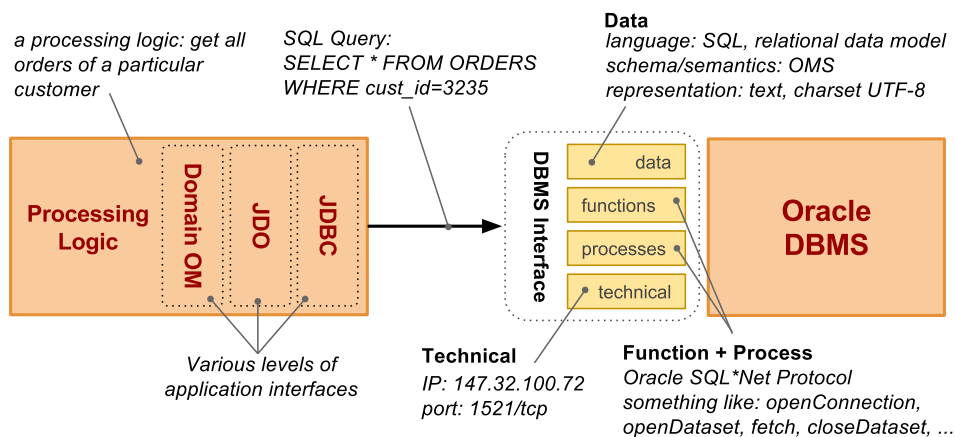 a processing logic: get all
orders of a particular
customer
SQL Query:
SELECT * FROM ORDERS
WHERE cust_id=3235
Data
language: SQL, relational data model
schema/semantics: OMS
representation: text, charset UTF-8
Processing
Logic
Domain OM
JDO
JDBC
DBMS Interface
data
functions
processes
technical
Oracle
DBMS
Various levels of
application interfaces
Technical
IP: 147.32.100.72
port: 1521/tcp
Function + Process
Oracle SQL*Net Protocol
something like: openConnection,
openDataset, fetch, closeDataset, ...